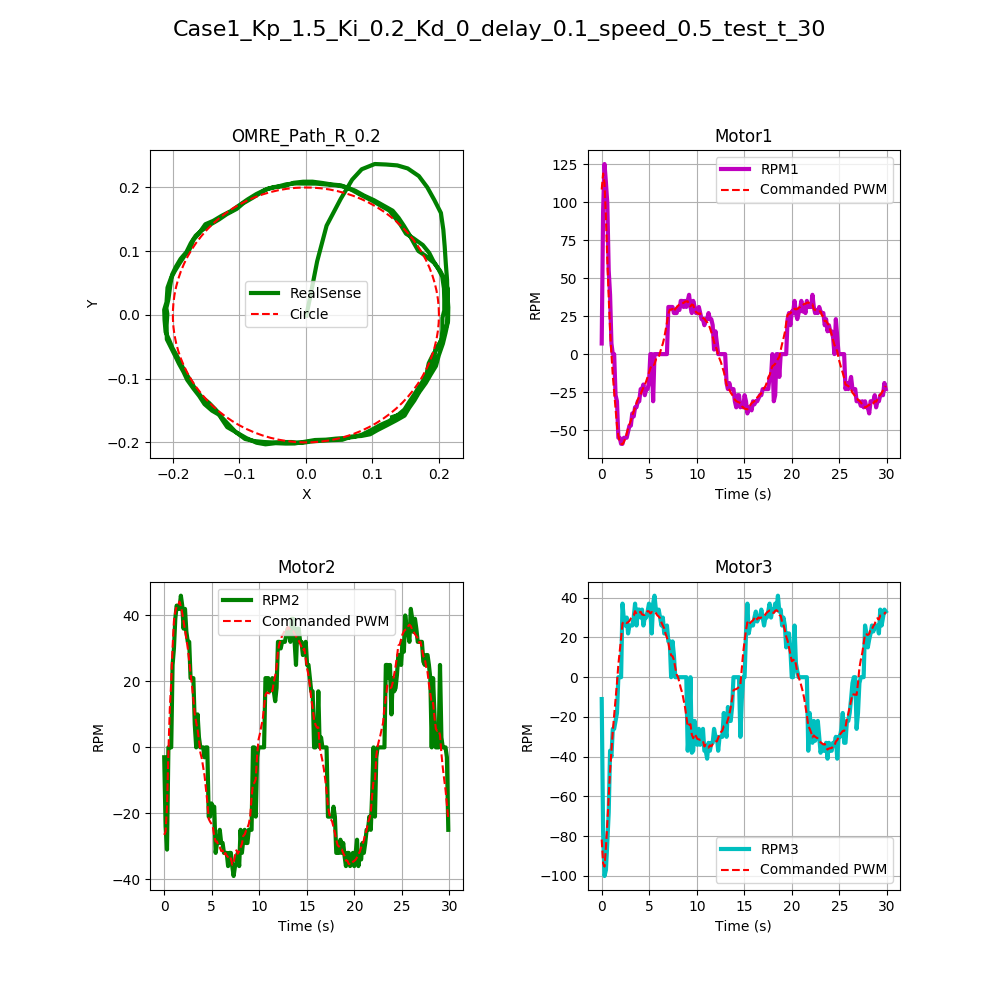 Case1_Kp_1.5_Ki_0.2_Kd_0_delay_0.1_speed_0.5_test_t_30
OMRE_Path_R_0.2
Y
0.2
0.1
0.0
−0.1
−0.2
RealSense
Circle
−0.2 −0.1 0.0 0.1 0.2
X
Motor1
RPM
125
100
75
50
25
0
−25
−50
RPM1
Commanded PWM
0 5 10 15 20 25 30
Time (s)
Motor2
RPM
40
20
0
−20
−40
RPM2
Commanded PWM
0 5 10 15 20 25 30
Time (s)
Motor3
RPM
40
20
0
−20
−40
−60
−80
−100
RPM3
Commanded PWM
0 5 10 15 20 25 30
Time (s)